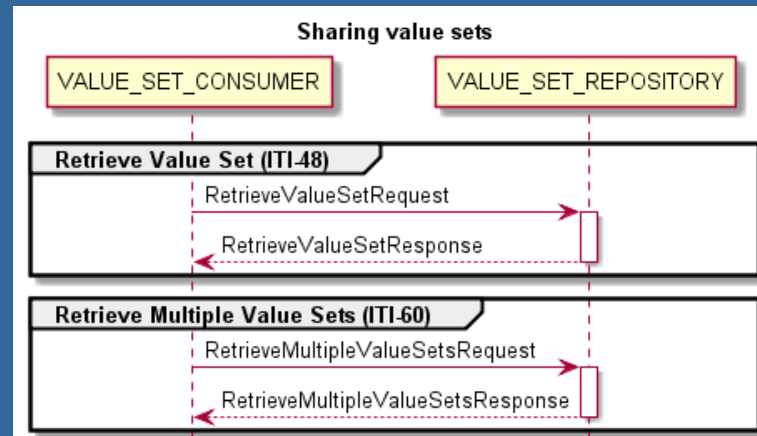 Sharing value sets
VALUE_SET_CONSUMER
VALUE_SET_REPOSITORY
Retrieve Value Set (ITI-48)
RetrieveValueSetRequest
RetrieveValueSetResponse
Retrieve Multiple Value Sets (ITI-60)
RetrieveMultipleValueSetsRequest
RetrieveMultipleValueSetsResponse